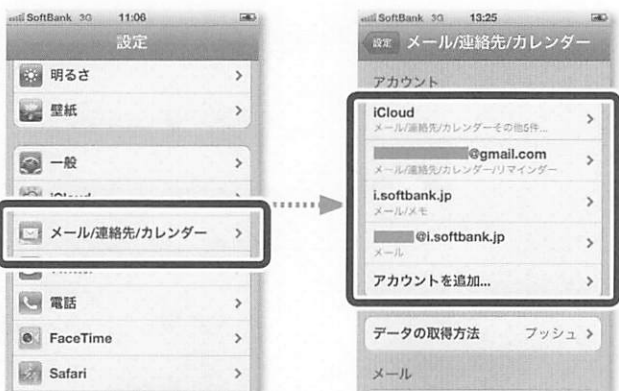 SoftBank 3G 11:06
設定
明るさ
壁紙
一般
iCloud
メール/連絡先/カレンダー
Twitter
電話
FaceTime
Safari
SoftBank 3G 13:25
設定 メール/連絡先/カレンダー
アカウント
iCloud
メール/連絡先/カレンダーその他5件...
@gmail.com
メール/連絡先/カレンダー/リマインダー
i.softbank.jp
メール/メモ
@i.softbank.jp
メール
アカウントを追加...
データの取得方法 プッシュ
メール